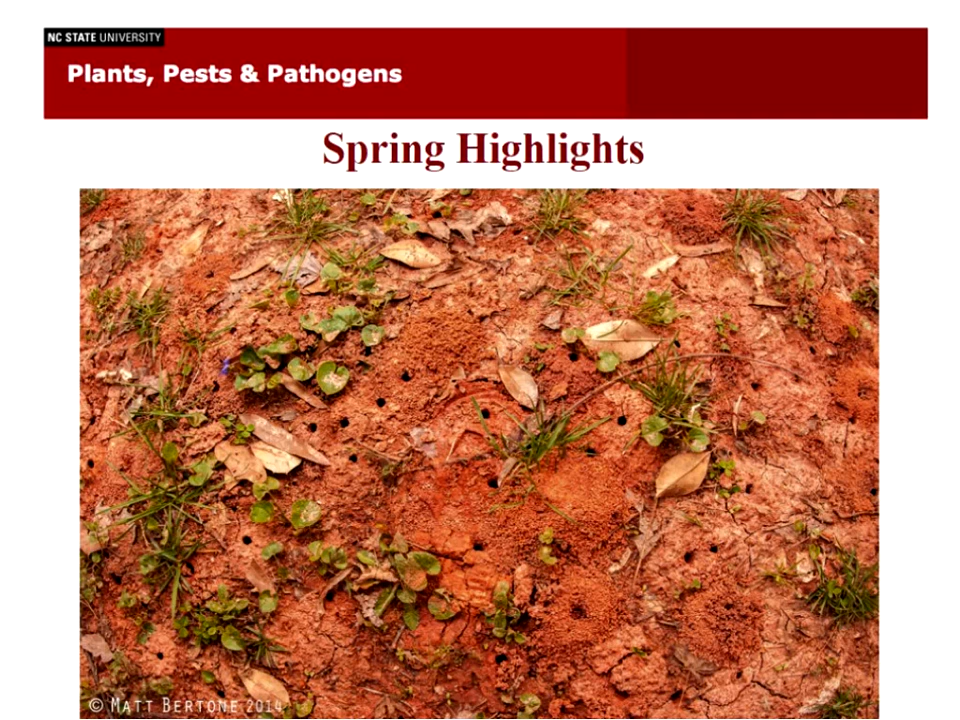 NC STATE UNIVERSITY
Plants, Pests & Pathogens
Spring Highlights
© MATT BERTONE 2014